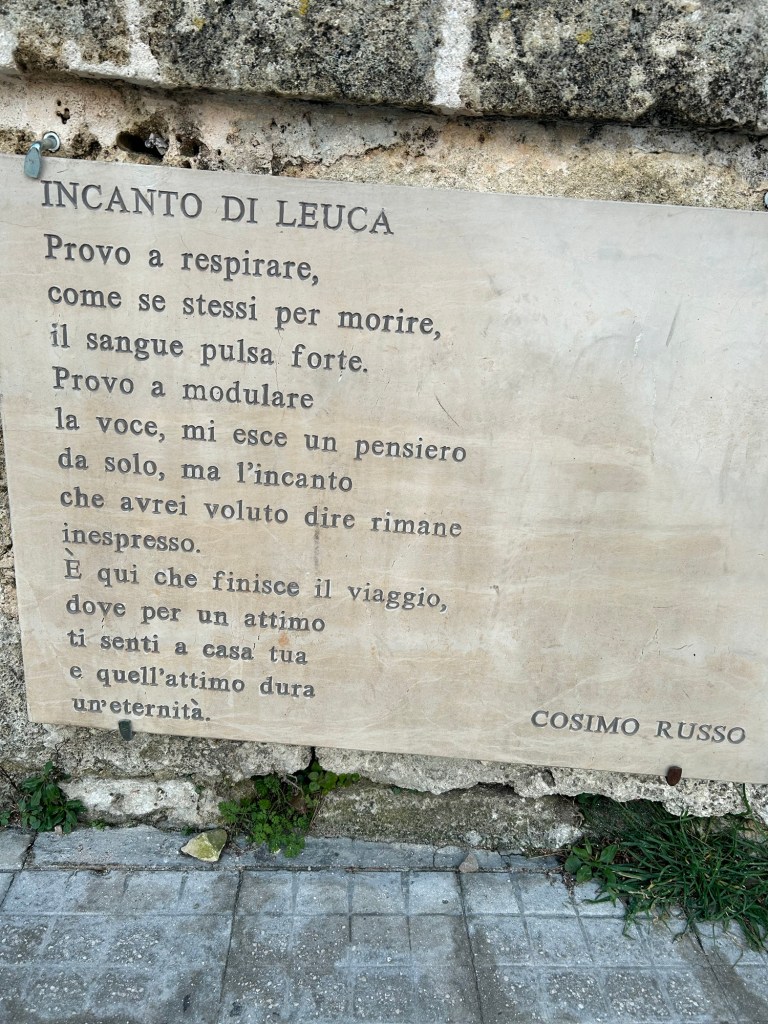 INCANTO DI LEUCA
Provo a respirare,
come se stessi per morire,
il sangue pulsa forte.
Provo a modulare
la voce, mi esce un pensiero
da solo, ma l'incanto
che avrei voluto dire rimane
inespresso.
È qui che finisce il viaggio,
dove per un attimo
ti senti a casa tua
e quell'attimo dura
un'eternità.
COSIMO RUSSO